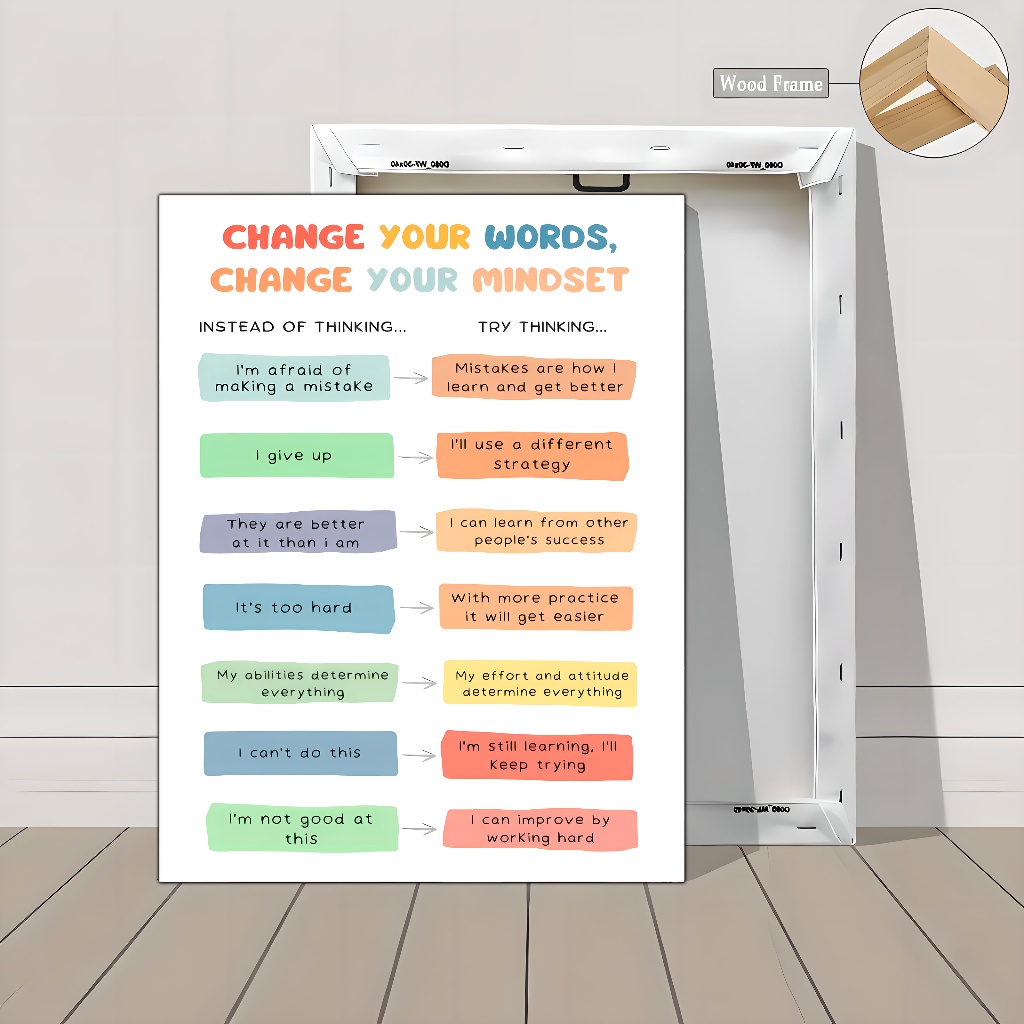 Wood Frame
CHANGE YOUR WORDS,
CHANGE YOUR MINDSET
INSTEAD OF THINKING...
TRY THINKING...
I'm afraid of
making a mistake
Mistakes are how I
learn and get better
I give up
I'll use a different
strategy
They are better
at it than i am
I can learn from other
people's success
It's too hard
With more practice
it will get easier
My abilities determine
everything
My effort and attitude
determine everything
I can't do this
I'm still learning, I'll
keep trying
I'm not good at
this
I can improve by
working hard